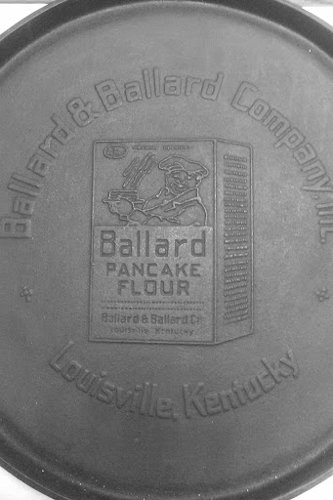 Ballard & Ballard Company, Inc.
Ballard
PANCAKE
FLOUR
Ballard & Ballard Co.
Louisville, Kentucky
Louisville, Kentucky